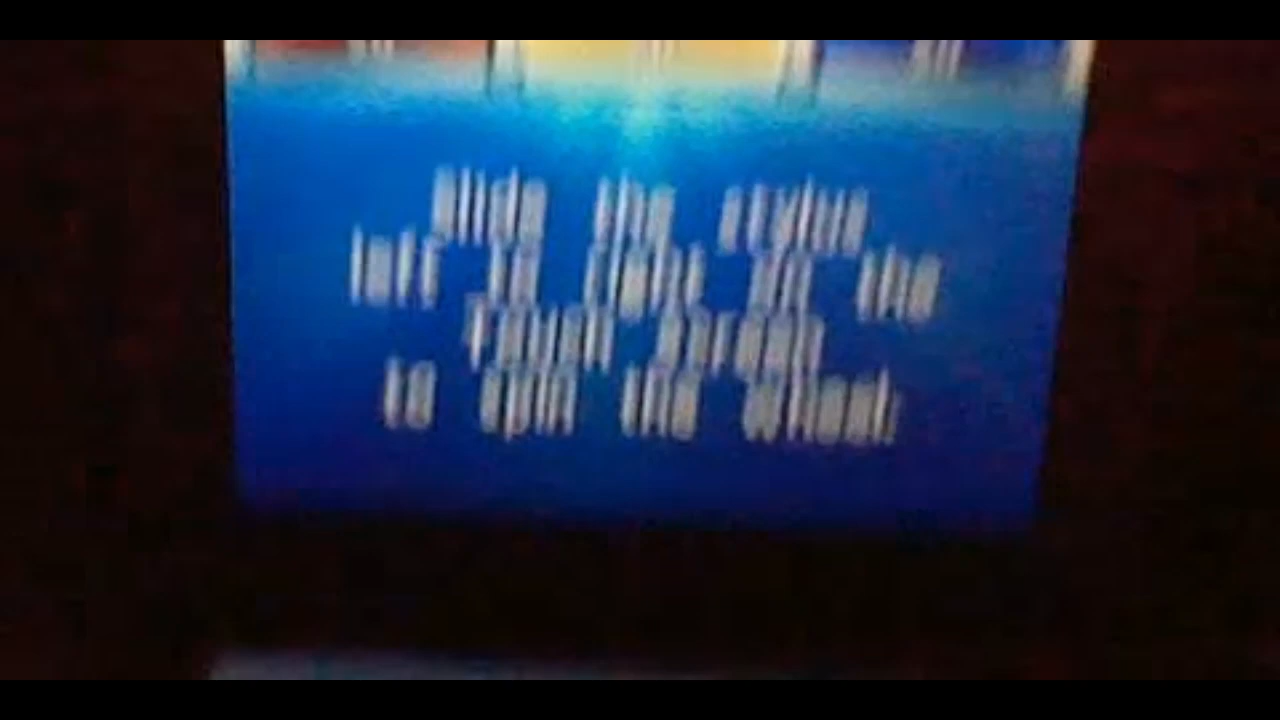 Slide the stylus
left to right on the
Touch Screen
to spin the wheel!